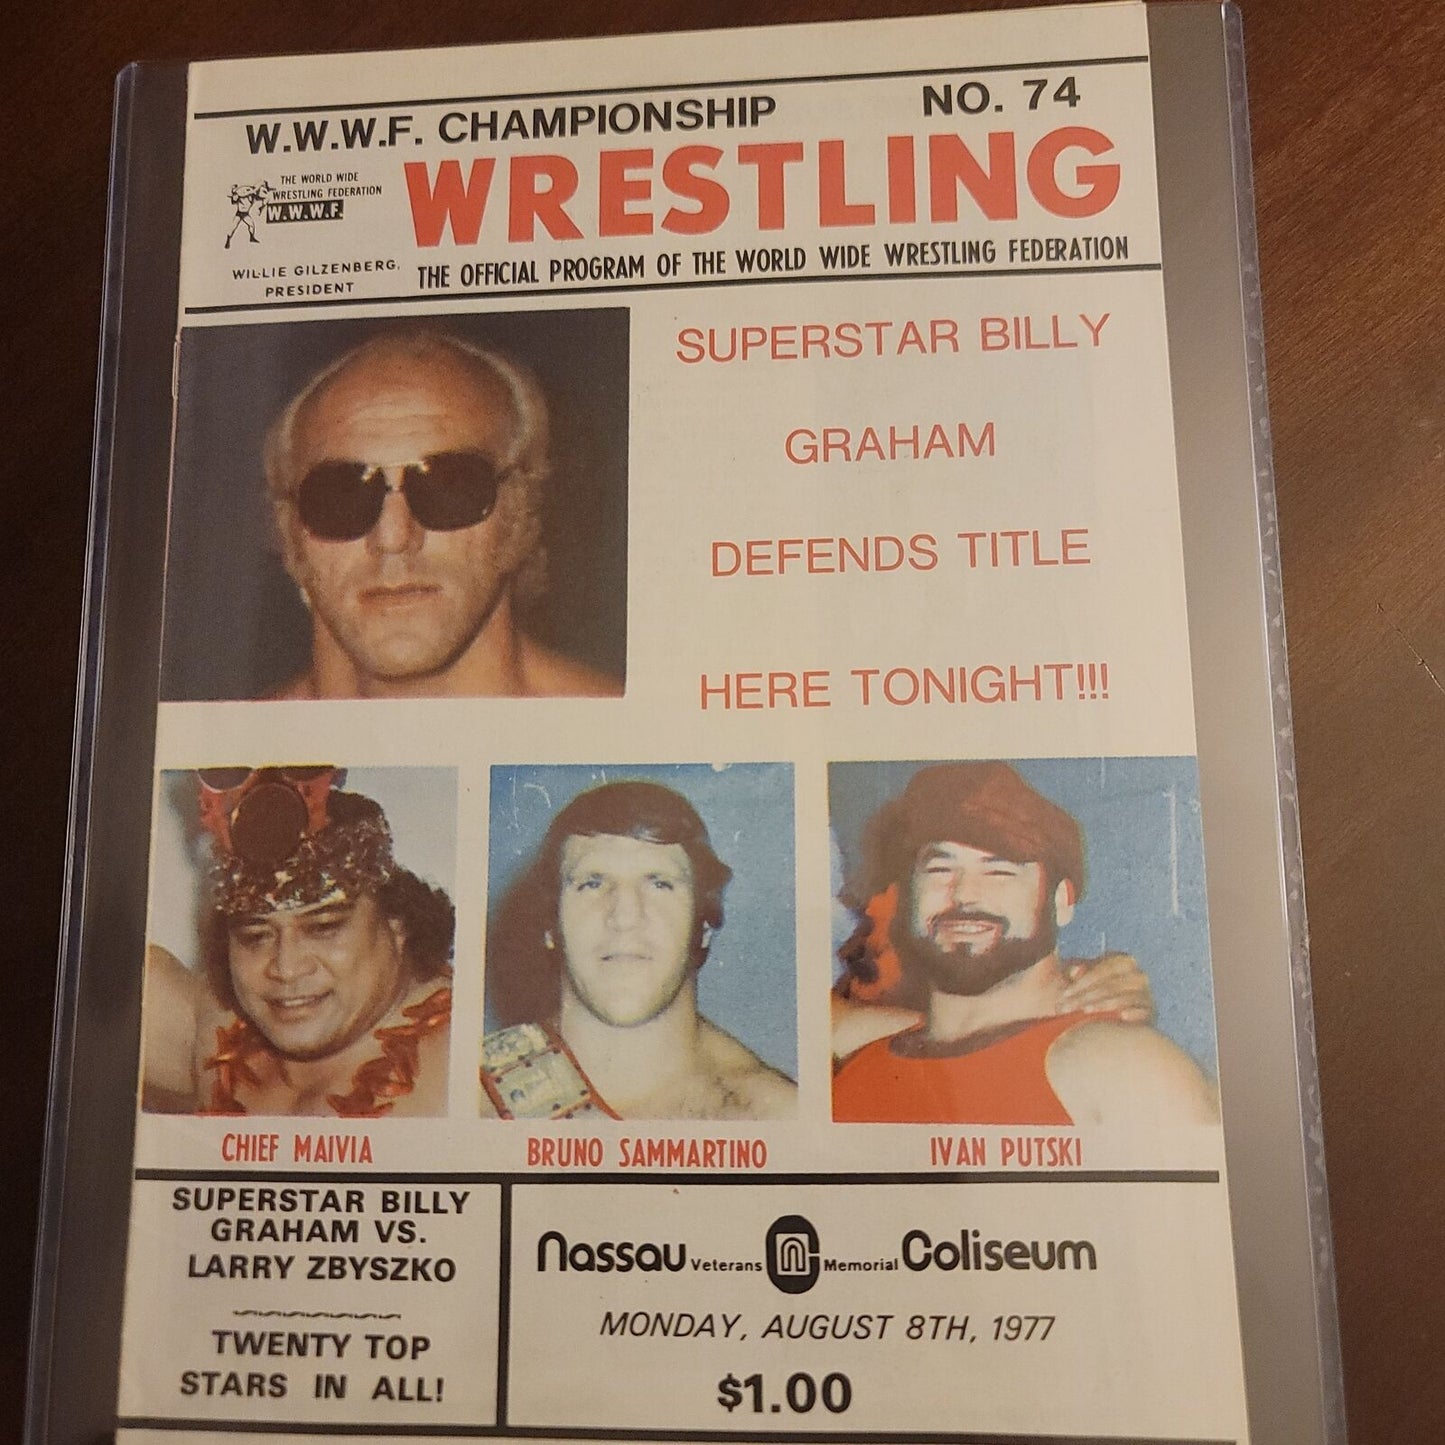 W.W.W.F. CHAMPIONSHIP NO. 74
WRESTLING
THE WORLD WIDE
WRESTLING FEDERATION
W.W.W.F.
WILLIE GILZENBERG,
PRESIDENT
THE OFFICIAL PROGRAM OF THE WORLD WIDE WRESTLING FEDERATION
SUPERSTAR BILLY
GRAHAM
DEFENDS TITLE
HERE TONIGHT!!!
CHIEF MAIVIA
BRUNO SAMMARTINO
IVAN PUTSKI
SUPERSTAR BILLY
GRAHAM VS.
LARRY ZBYSZKO
TWENTY TOP
STARS IN ALL!
Nassau Veterans Memorial Coliseum
MONDAY, AUGUST 8TH, 1977
$1.00